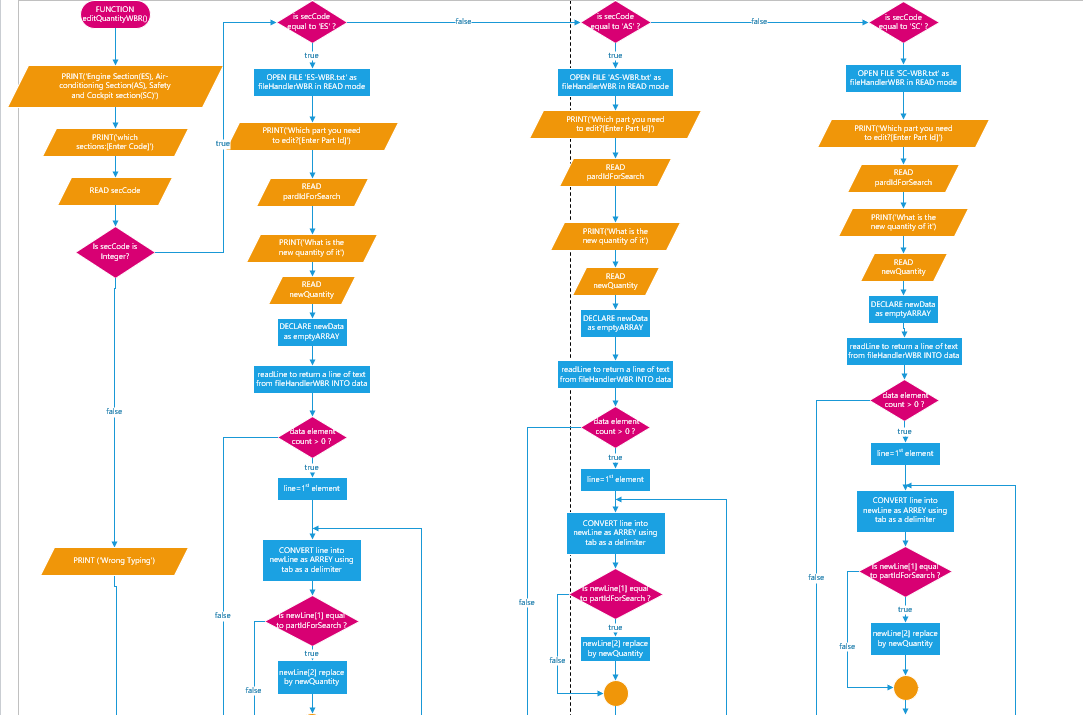 FUNCTION
editQuantityWBR()
PRINT('Engine Section(ES), Air-
conditioning Section(AS), Safety
and Cockpit section(SC)')
PRINT('which
sections:[Enter Code]')
READ secCode
Is secCode is
Integer?
true
false
PRINT ('Wrong Typing')
is secCode
equal to 'ES' ?
false
true
OPEN FILE 'ES-WBR.txt' as
fileHandlerWBR in READ mode
PRINT('Which part you need
to edit?[Enter Part Id]')
READ
pardIdForSearch
PRINT('What is the
new quantity of it')
READ
newQuantity
DECLARE newData
as emptyARRAY
readLine to return a line of text
from fileHandlerWBR INTO data
data element
count > 0 ?
true
false
line=1st element
CONVERT line into
newLine as ARREY using
tab as a delimiter
Is newLine[1] equal
to partIdForSearch ?
true
false
newLine[2] replace
by newQuantity
is secCode
equal to 'AS' ?
false
true
OPEN FILE 'AS-WBR.txt' as
fileHandlerWBR in READ mode
PRINT('Which part you need
to edit?[Enter Part Id]')
READ
pardIdForSearch
PRINT('What is the
new quantity of it')
READ
newQuantity
DECLARE newData
as emptyARRAY
readLine to return a line of text
from fileHandlerWBR INTO data
data element
count > 0 ?
true
false
line=1st element
CONVERT line into
newLine as ARREY using
tab as a delimiter
Is newLine[1] equal
to partIdForSearch ?
true
false
newLine[2] replace
by newQuantity
is secCode
equal to 'SC' ?
OPEN FILE 'SC-WBR.txt' as
fileHandlerWBR in READ mode
PRINT('Which part you need
to edit?[Enter Part Id]')
READ
pardIdForSearch
PRINT('What is the
new quantity of it')
READ
newQuantity
DECLARE newData
as emptyARRAY
readLine to return a line of text
from fileHandlerWBR INTO data
data element
count > 0 ?
true
false
line=1st element
CONVERT line into
newLine as ARREY using
tab as a delimiter
Is newLine[1] equal
to partIdForSearch ?
true
false
newLine[2] replace
by newQuantity